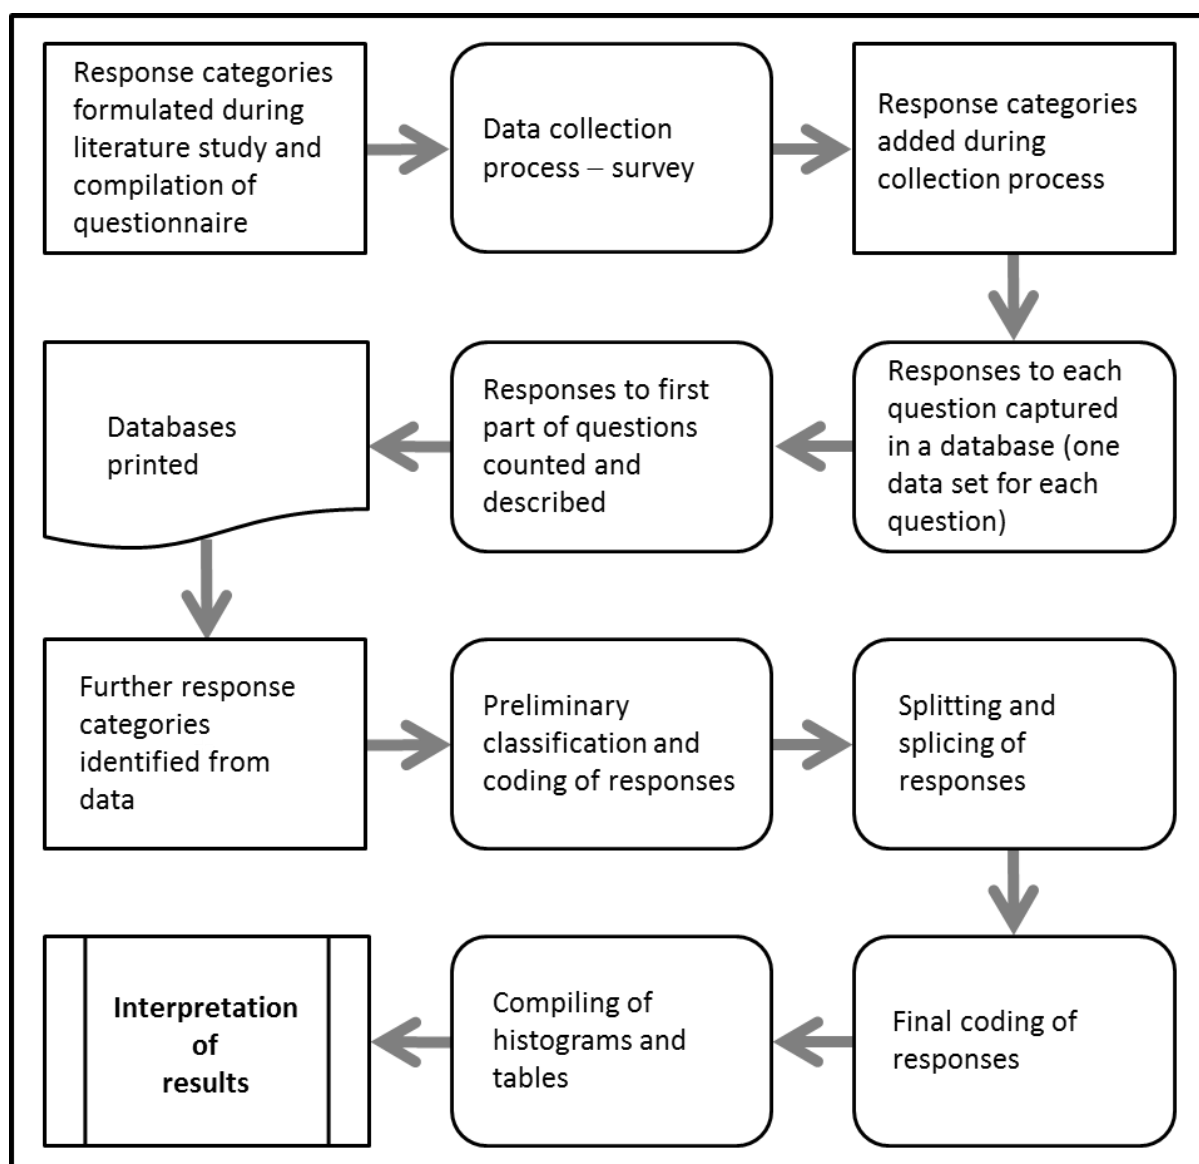 Response categories
formulated during
literature study and
compilation of
questionnaire
Data collection
process – survey
Response categories
added during
collection process
Responses to each
question captured
in a database (one
data set for each
question)
Responses to first
part of questions
counted and
described
Databases
printed
Further response
categories
identified from
data
Preliminary
classification and
coding of responses
Splitting and
splicing of
responses
Final coding of
responses
Compiling of
histograms and
tables
Interpretation
of
results